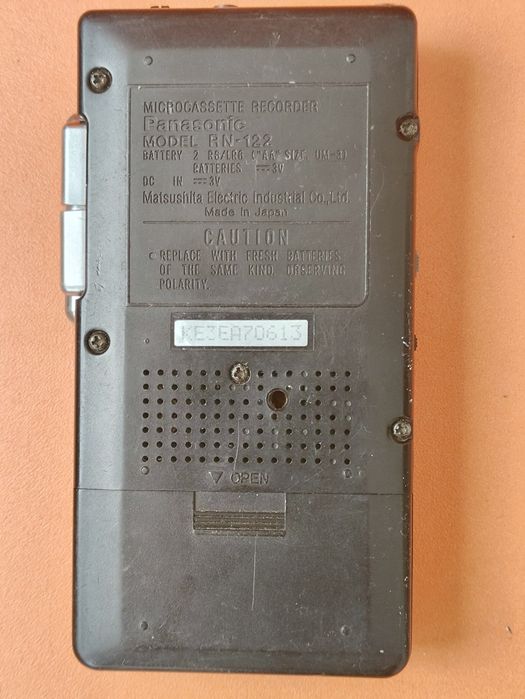 MICROCASSETTE RECORDER
Panasonic
MODEL RN-122
BATTERY 2 R6/LR6 ("AA" SIZE, UM-3)
BATTERIES ⎓3V
DC IN ⎓3V
Matsushita Electric Industrial Co., Ltd.
Made in Japan
CAUTION
REPLACE WITH FRESH BATTERIES
OF THE SAME KIND, OBSERVING
POLARITY.
KE3EA70613
▽ OPEN